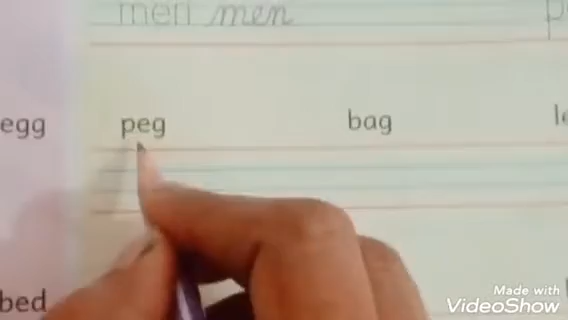 men men
egg peg bag
bed
Made with
VideoShow